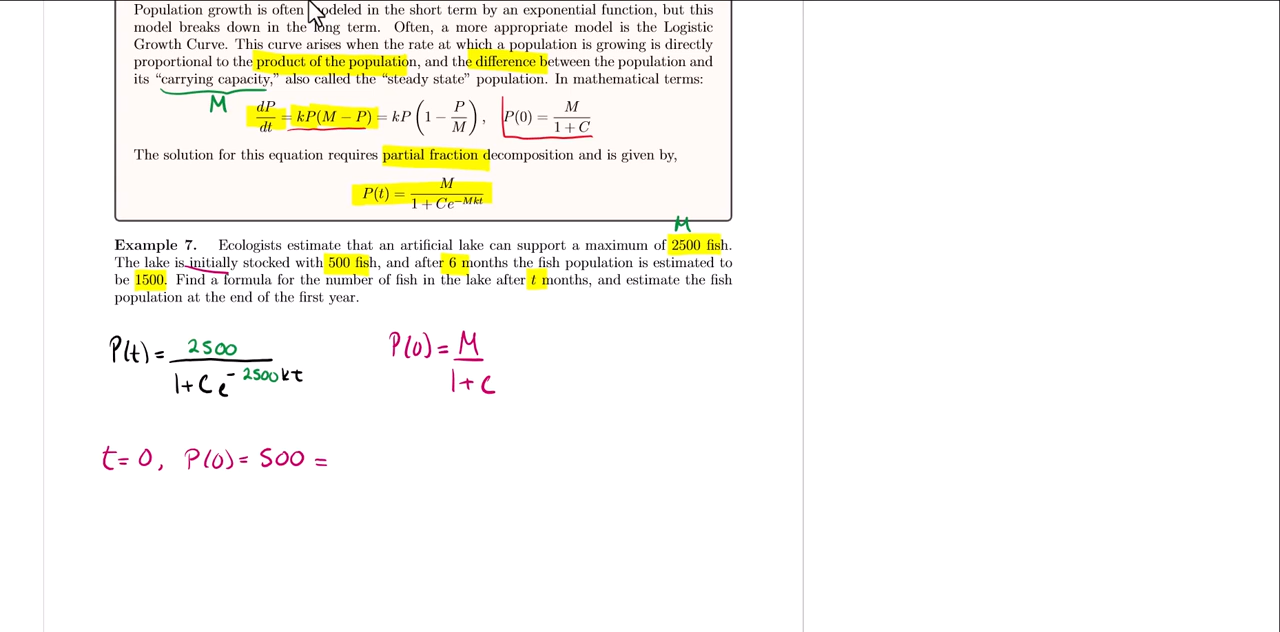 Population growth is often modeled in the short term by an exponential function, but this
model breaks down in the long term. Often, a more appropriate model is the Logistic
Growth Curve. This curve arises when the rate at which a population is growing is directly
proportional to the product of the population, and the difference between the population and
its “carrying capacity,” also called the “steady state” population. In mathematical terms:
M
dP/dt = kP(M − P) = kP(1 − P/M), P(0) = M/(1 + C)
The solution for this equation requires partial fraction decomposition and is given by,
P(t) = M/(1 + Ce^{−Mkt})
M
Example 7. Ecologists estimate that an artificial lake can support a maximum of 2500 fish.
The lake is initially stocked with 500 fish, and after 6 months the fish population is estimated to
be 1500. Find a formula for the number of fish in the lake after t months, and estimate the fish
population at the end of the first year.
P(t) = 2500/(1+Ce^{-2500kt}) P(0) = M/(1+C)
t=0, P(0)= 500 =